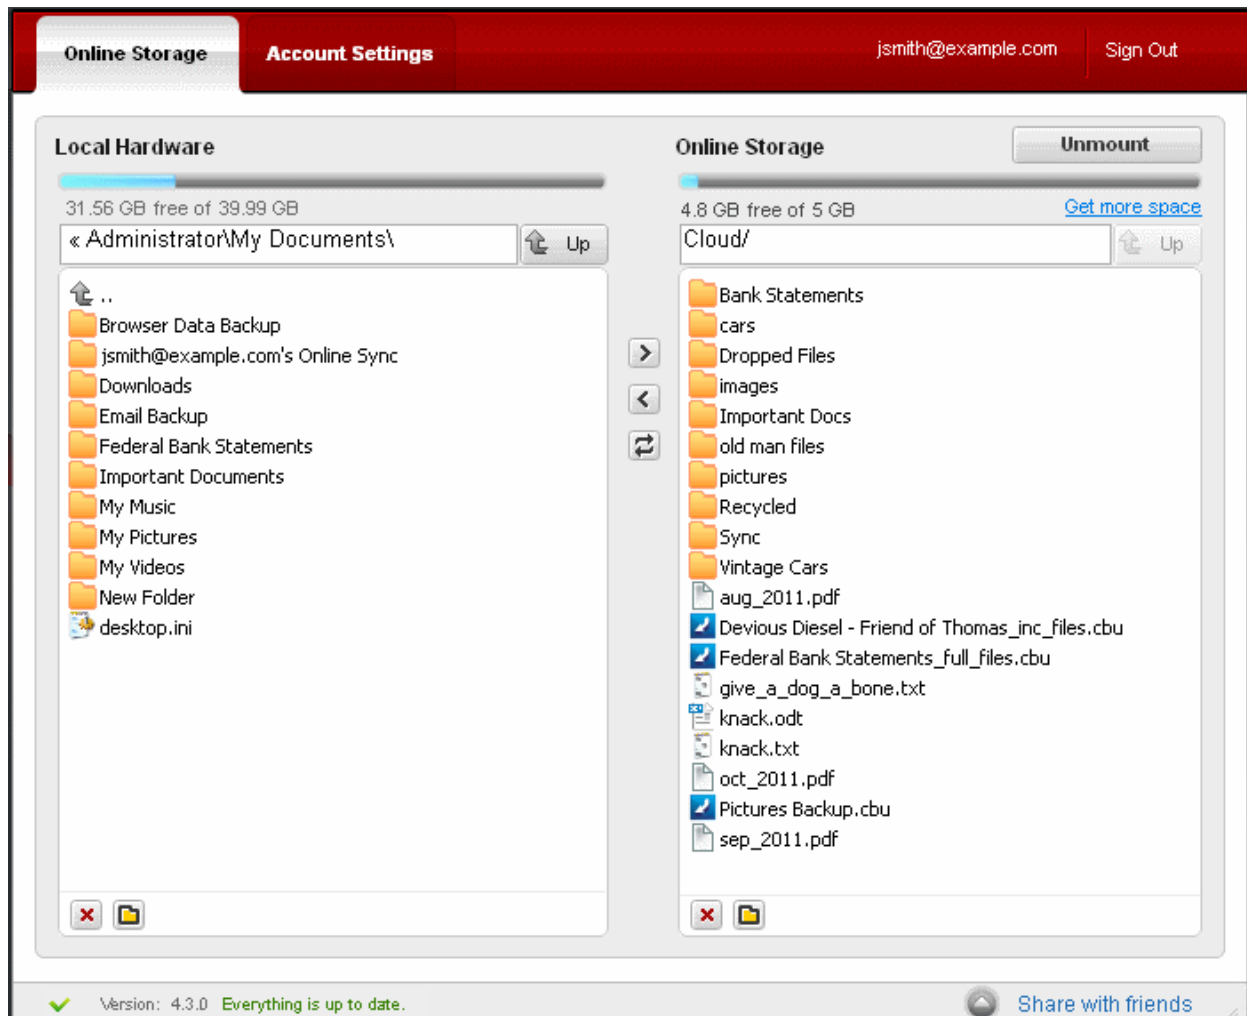 Online Storage
Account Settings
jsmith@example.com
Sign Out
Local Hardware
31.56 GB free of 39.99 GB
« Administrator\My Documents\
Up
..
Browser Data Backup
jsmith@example.com's Online Sync
Downloads
Email Backup
Federal Bank Statements
Important Documents
My Music
My Pictures
My Videos
New Folder
desktop.ini
Online Storage
Unmount
4.8 GB free of 5 GB
Get more space
Cloud/
Up
Bank Statements
cars
Dropped Files
images
Important Docs
old man files
pictures
Recycled
Sync
Vintage Cars
aug_2011.pdf
Devious Diesel - Friend of Thomas_inc_files.cbu
Federal Bank Statements_full_files.cbu
give_a_dog_a_bone.txt
knack.odt
knack.txt
oct_2011.pdf
Pictures Backup.cbu
sep_2011.pdf
Version: 4.3.0 Everything is up to date.
Share with friends